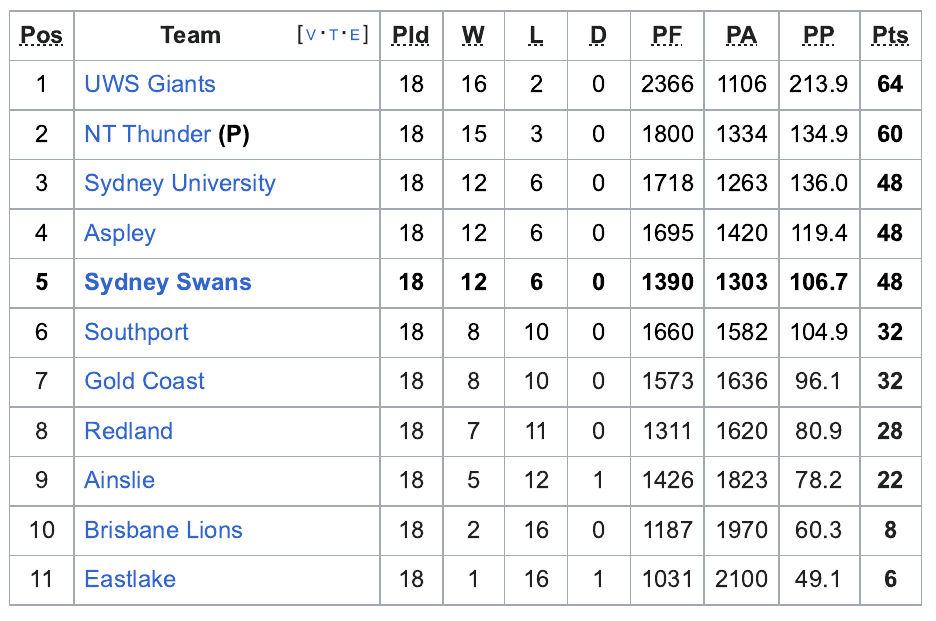 Pos Team [V·T·E] Pld W L D PF PA PP Pts
1 UWS Giants 18 16 2 0 2366 1106 213.9 64
2 NT Thunder (P) 18 15 3 0 1800 1334 134.9 60
3 Sydney University 18 12 6 0 1718 1263 136.0 48
4 Aspley 18 12 6 0 1695 1420 119.4 48
5 Sydney Swans 18 12 6 0 1390 1303 106.7 48
6 Southport 18 8 10 0 1660 1582 104.9 32
7 Gold Coast 18 8 10 0 1573 1636 96.1 32
8 Redland 18 7 11 0 1311 1620 80.9 28
9 Ainslie 18 5 12 1 1426 1823 78.2 22
10 Brisbane Lions 18 2 16 0 1187 1970 60.3 8
11 Eastlake 18 1 16 1 1031 2100 49.1 6